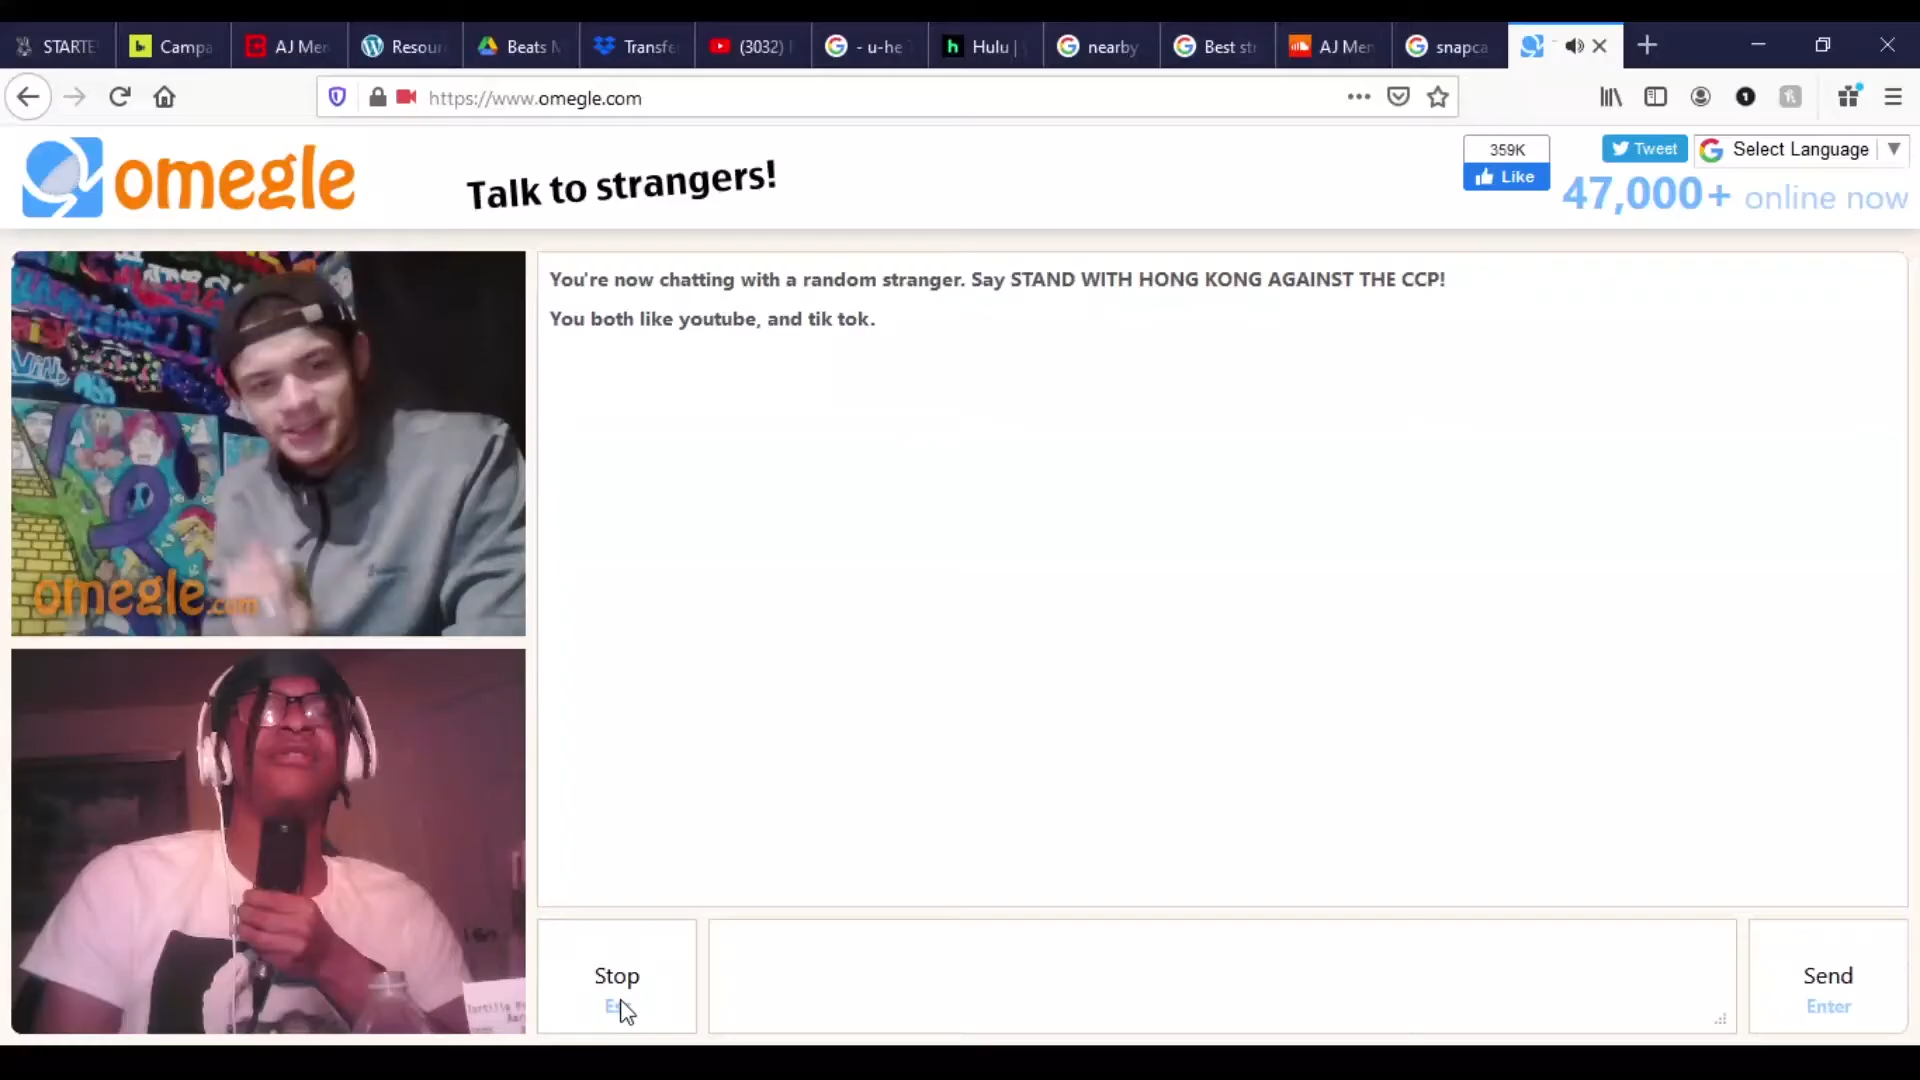 STARTE
Campa
AJ Mer
Resour
Beats M
Transfe
(3032)
- u-he
Hulu |
nearby
Best str
AJ Mer
snapca
https://www.omegle.com
omegle
Talk to strangers!
359K
Like
Tweet
Select Language
47,000+ online now
You're now chatting with a random stranger. Say STAND WITH HONG KONG AGAINST THE CCP!
You both like youtube, and tik tok.
omegle.com
Stop
Send
Enter